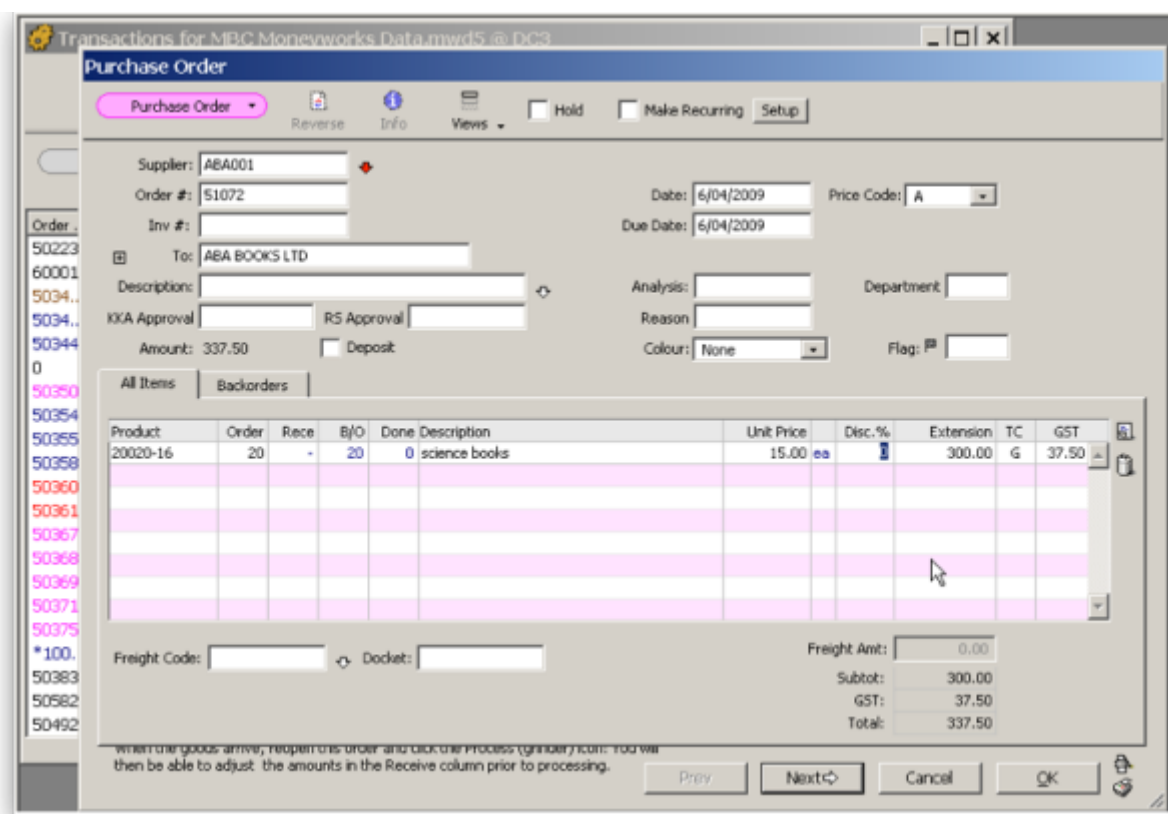 Transactions for MBC Moneyworks Data.mwd5 @ DC3
Purchase Order
Purchase Order
Reverse
Info
Views
Hold
Make Recurring
Setup
Supplier: ABA001
Order #: 51072
Date: 6/04/2009
Price Code: A
Inv #:
Due Date: 6/04/2009
To: ABA BOOKS LTD
Description:
Analysis:
Department
KKA Approval
RS Approval
Reason
Amount: 337.50
Deposit
Colour: None
Flag:
All Items
Backorders
Product Order Rece B/O Done Description Unit Price Disc.% Extension TC GST
20020-16 20 - 20 0 science books 15.00 ea 0 300.00 G 37.50
Freight Code:
Docket:
Freight Amt: 0.00
Subtot: 300.00
GST: 37.50
Total: 337.50
When the goods arrive, reopen this order and click the Process (grinder) icon. You will
then be able to adjust the amounts in the Receive column prior to processing.
Prev
Next
Cancel
OK
Order
50223
60001
5034..
5034..
50344
0
50350
50354
50355
50358
50360
50361
50367
50368
50369
50371
50375
*100.
50383
50582
50492